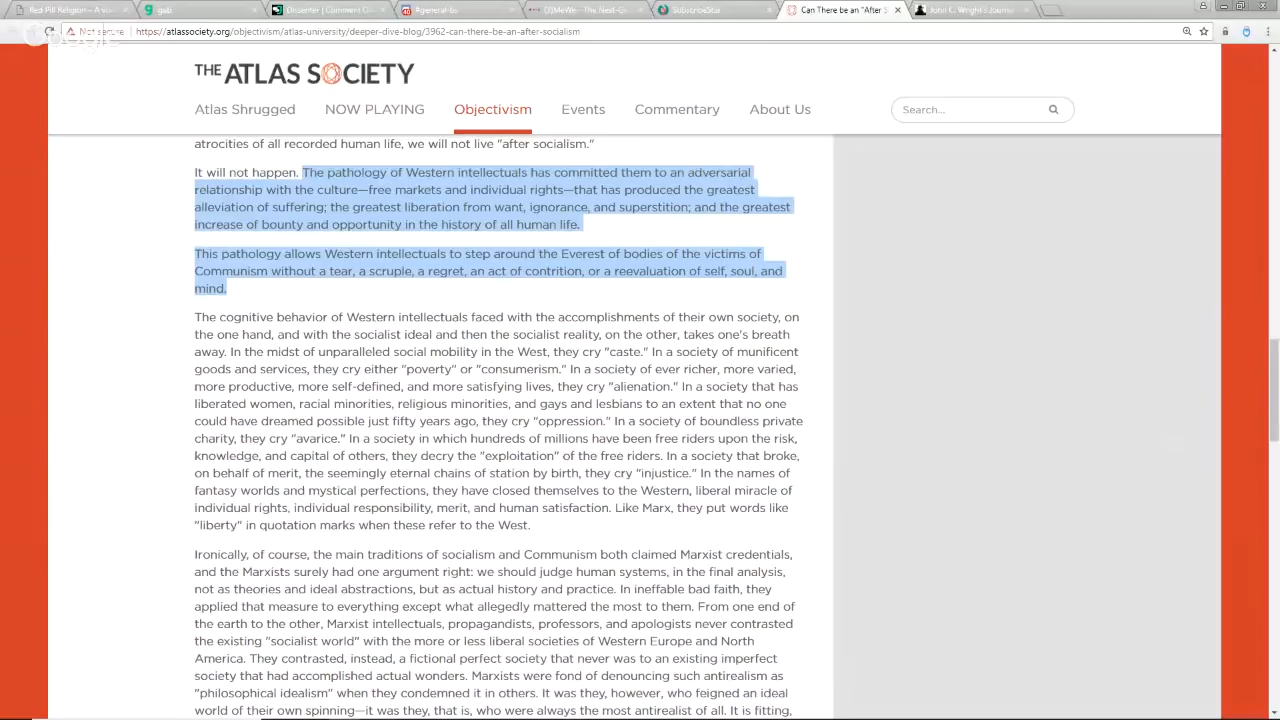 Red Pill Religion - A vid
gab
Dissenter | Comment Di
#general-bs
SubscribeStar
Can There be an "After S
John C. Wright's Journal
Not secure
https://atlassociety.org/objectivism/atlas-university/deeper-dive-blog/3962-can-there-be-an-after-socialism
THE ATLAS SOCIETY
Atlas Shrugged NOW PLAYING Objectivism Events Commentary About Us Search...
atrocities of all recorded human life, we will not live "after socialism."
It will not happen. The pathology of Western intellectuals has committed them to an adversarial
relationship with the culture—free markets and individual rights—that has produced the greatest
alleviation of suffering; the greatest liberation from want, ignorance, and superstition; and the greatest
increase of bounty and opportunity in the history of all human life.
This pathology allows Western intellectuals to step around the Everest of bodies of the victims of
Communism without a tear, a scruple, a regret, an act of contrition, or a reevaluation of self, soul, and
mind.
The cognitive behavior of Western intellectuals faced with the accomplishments of their own society, on
the one hand, and with the socialist ideal and then the socialist reality, on the other, takes one's breath
away. In the midst of unparalleled social mobility in the West, they cry "caste." In a society of munificent
goods and services, they cry either "poverty" or "consumerism." In a society of ever richer, more varied,
more productive, more self-defined, and more satisfying lives, they cry "alienation." In a society that has
liberated women, racial minorities, religious minorities, and gays and lesbians to an extent that no one
could have dreamed possible just fifty years ago, they cry "oppression." In a society of boundless private
charity, they cry "avarice." In a society in which hundreds of millions have been free riders upon the risk,
knowledge, and capital of others, they decry the "exploitation" of the free riders. In a society that broke,
on behalf of merit, the seemingly eternal chains of station by birth, they cry "injustice." In the names of
fantasy worlds and mystical perfections, they have closed themselves to the Western, liberal miracle of
individual rights, individual responsibility, merit, and human satisfaction. Like Marx, they put words like
"liberty" in quotation marks when these refer to the West.
Ironically, of course, the main traditions of socialism and Communism both claimed Marxist credentials,
and the Marxists surely had one argument right: we should judge human systems, in the final analysis,
not as theories and ideal abstractions, but as actual history and practice. In ineffable bad faith, they
applied that measure to everything except what allegedly mattered the most to them. From one end of
the earth to the other, Marxist intellectuals, propagandists, professors, and apologists never contrasted
the existing "socialist world" with the more or less liberal societies of Western Europe and North
America. They contrasted, instead, a fictional perfect society that never was to an existing imperfect
society that had accomplished actual wonders. Marxists were fond of denouncing such antirealism as
"philosophical idealism" when they condemned it in others. It was they, however, who feigned an ideal
world of their own spinning—it was they, that is, who were always the most antirealist of all. It is fitting,